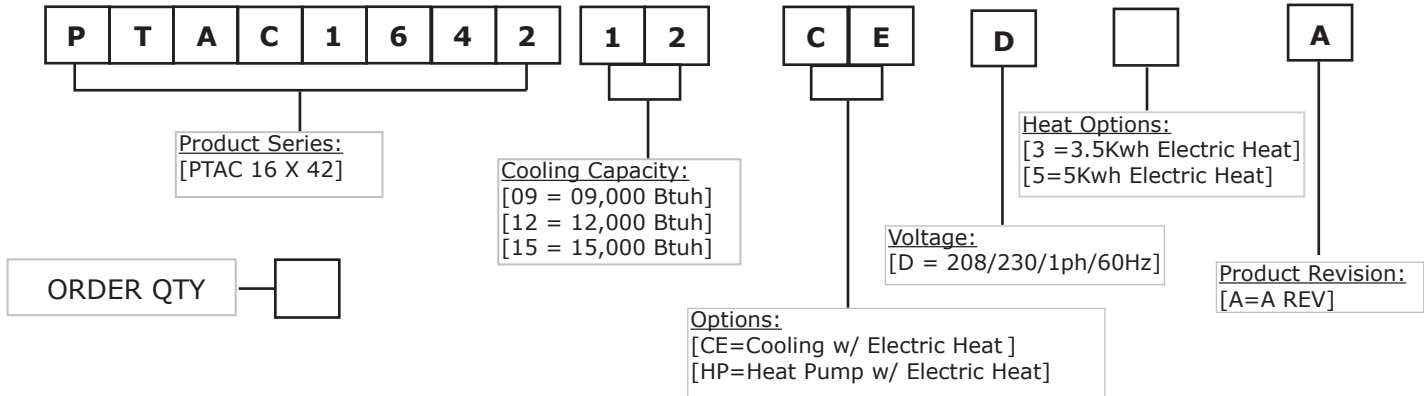 P T A C 1 6 4 2 1 2 C E D A
Product Series:
[PTAC 16 X 42]
Cooling Capacity:
[09 = 09,000 Btuh]
[12 = 12,000 Btuh]
[15 = 15,000 Btuh]
Heat Options:
[3 =3.5Kwh Electric Heat]
[5=5Kwh Electric Heat]
Voltage:
[D = 208/230/1ph/60Hz]
Product Revision:
[A=A REV]
ORDER QTY
Options:
[CE=Cooling w/ Electric Heat ]
[HP=Heat Pump w/ Electric Heat]